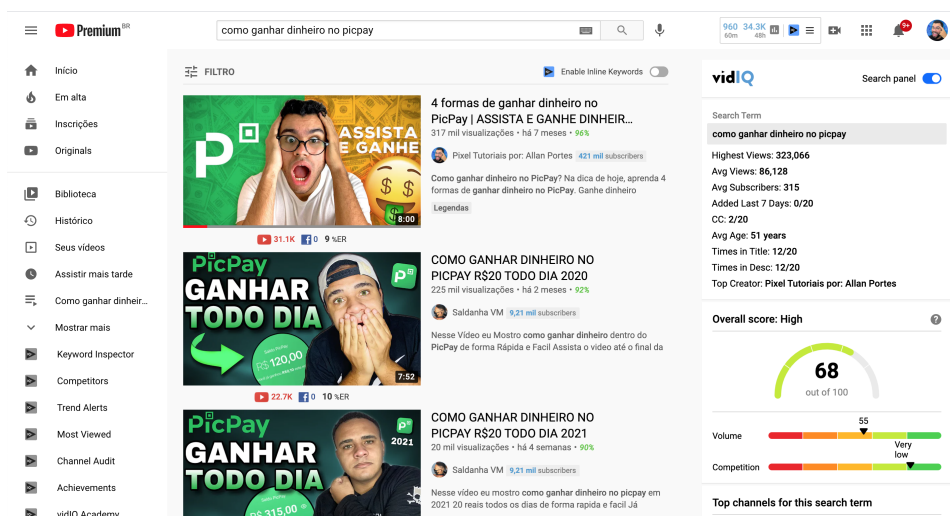 Premium BR
como ganhar dinheiro no picpay
960 34.3K
60m 48h
9+
Início
Em alta
Inscrições
Originals
Biblioteca
Histórico
Seus vídeos
Assistir mais tarde
Como ganhar dinheir...
Mostrar mais
Keyword Inspector
Competitors
Trend Alerts
Most Viewed
Channel Audit
Achievements
vidIQ Academy
FILTRO
Enable Inline Keywords
P
ASSISTA
E GANHE
$ $
8:00
31.1K 0 9 %ER
4 formas de ganhar dinheiro no
PicPay | ASSISTA E GANHE DINHEIR...
317 mil visualizações • há 7 meses • 96%
Pixel Tutoriais por: Allan Portes 421 mil subscribers
Como ganhar dinheiro no PicPay? Na dica de hoje, aprenda 4
formas de ganhar dinheiro no PicPay. Ganhe dinheiro
Legendas
PicPay
GANHAR
TODO DIA
R$ 120,00
7:52
22.7K 0 10 %ER
COMO GANHAR DINHEIRO NO
PICPAY R$20 TODO DIA 2020
225 mil visualizações • há 2 meses • 92%
Saldanha VM 9,21 mil subscribers
Nesse Vídeo eu Mostro como ganhar dinheiro dentro do
PicPay de forma Rápida e Facil Assista o video até o final da
PicPay
2021
GANHAR
TODO DIA
R$ 315,00
COMO GANHAR DINHEIRO NO
PICPAY R$20 TODO DIA 2021
20 mil visualizações • há 4 semanas • 90%
Saldanha VM 9,21 mil subscribers
Nesse vídeo eu mostro como ganhar dinheiro no picpay em
2021 20 reais todos os dias de forma rapida e facil Já
vidIQ
Search panel
Search Term
como ganhar dinheiro no picpay
Highest Views: 323,066
Avg Views: 86,128
Avg Subscribers: 315
Added Last 7 Days: 0/20
CC: 2/20
Avg Age: 51 years
Times in Title: 12/20
Times in Desc: 12/20
Top Creator: Pixel Tutoriais por: Allan Portes
Overall score: High
?
68
out of 100
55
Volume
Very
low
Competition
Top channels for this search term